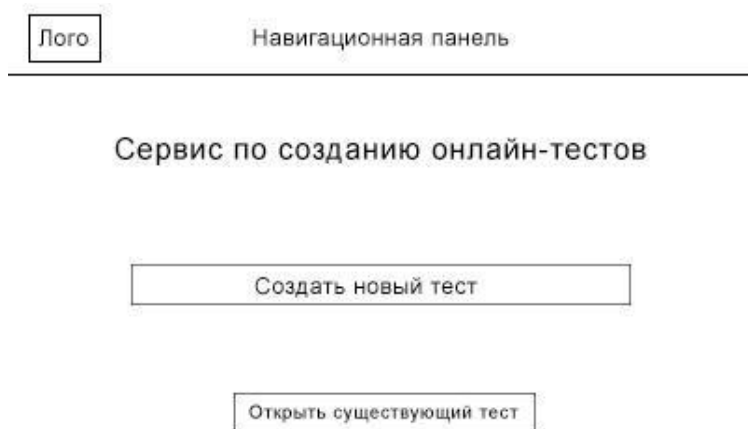 Лого
Навигационная панель
Сервис по созданию онлайн-тестов
Создать новый тест
Открыть существующий тест